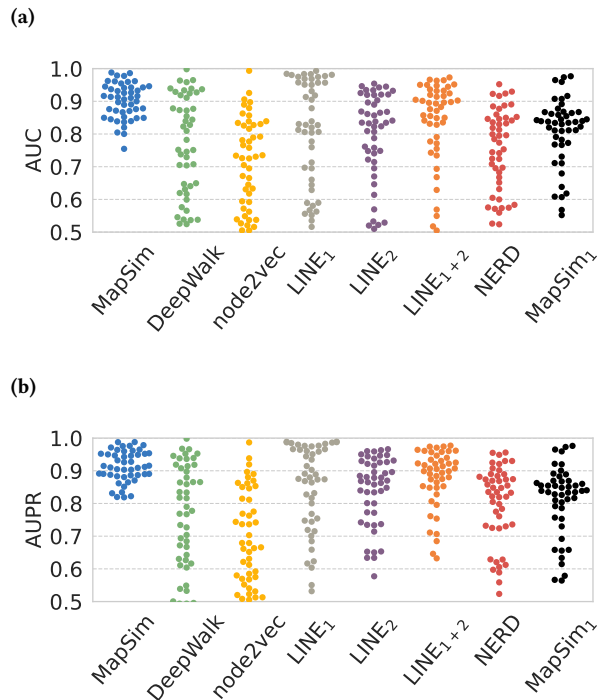 (a)
1.0
0.9
0.8
0.7
0.6
0.5
AUC
MapSim
DeepWalk
node2vec
LINE₁
LINE₂
LINE₁₊₂
NERD
MapSim₁
(b)
1.0
0.9
0.8
0.7
0.6
0.5
AUPR
MapSim
DeepWalk
node2vec
LINE₁
LINE₂
LINE₁₊₂
NERD
MapSim₁